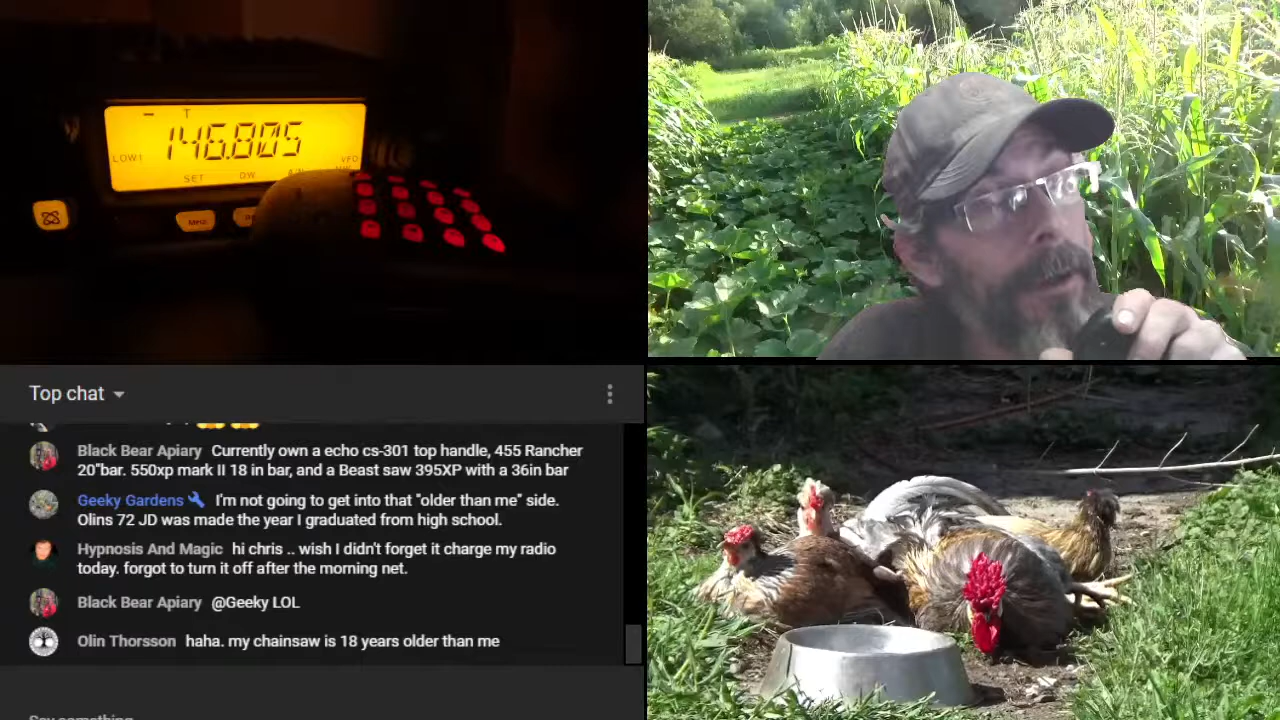 T
146.805
LOW1
VFO
SET DW
MHz
Top chat
Black Bear Apiary Currently own a echo cs-301 top handle, 455 Rancher
20"bar. 550xp mark II 18 in bar, and a Beast saw 395XP with a 36in bar
Geeky Gardens I'm not going to get into that "older than me" side.
Olins 72 JD was made the year I graduated from high school.
Hypnosis And Magic hi chris .. wish I didn't forget it charge my radio
today. forgot to turn it off after the morning net.
Black Bear Apiary @Geeky LOL
Olin Thorsson haha. my chainsaw is 18 years older than me
Say something